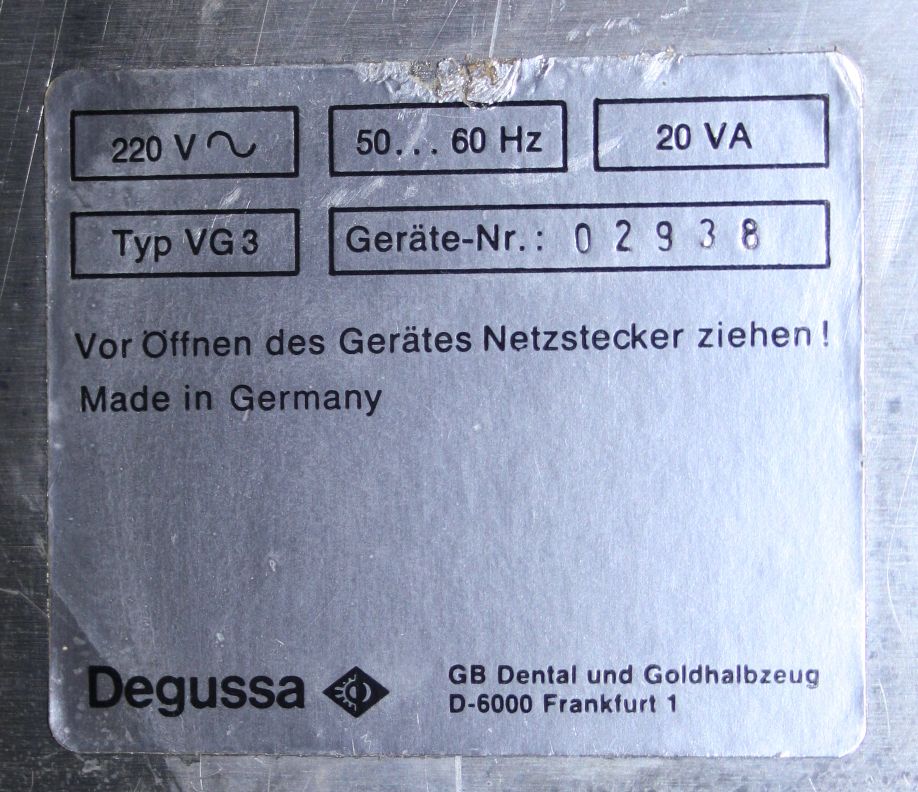 220 V ~ 50... 60 Hz 20 VA
Typ VG 3 Geräte-Nr.: 02938
Vor Öffnen des Gerätes Netzstecker ziehen!
Made in Germany
Degussa GB Dental und Goldhalbzeug
D-6000 Frankfurt 1